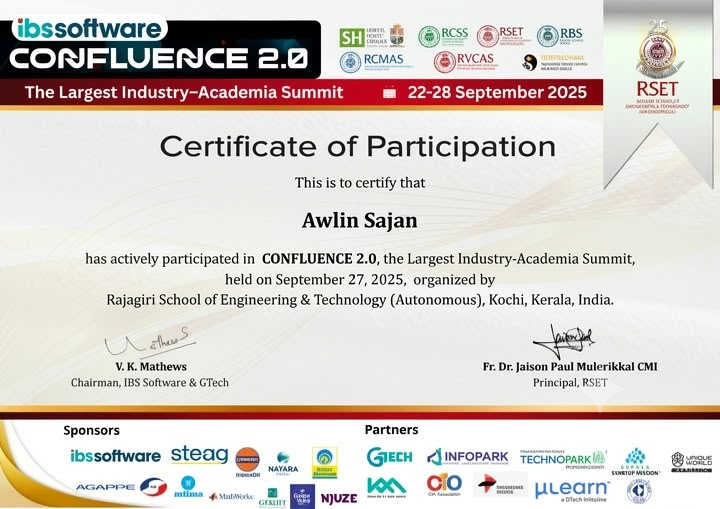 ibssoftware
CONFLUENCE 2.0
SH
RCSS
RSET
RBS
RCMAS
RVCAS
The Largest Industry–Academia Summit
22-28 September 2025
25
RSET
Certificate of Participation
This is to certify that
Awlin Sajan
has actively participated in CONFLUENCE 2.0, the Largest Industry-Academia Summit,
held on September 27, 2025, organized by
Rajagiri School of Engineering & Technology (Autonomous), Kochi, Kerala, India.
V. K. Mathews
Chairman, IBS Software & GTech
Fr. Dr. Jaison Paul Mulerikkal CMI
Principal, RSET
Sponsors
Partners
ibssoftware
steag
NAYARA
GTECH
INFOPARK
TECHNOPARK
UNIQUE
WORLD
AGAPPE
mtima
NJUZE
µLearn